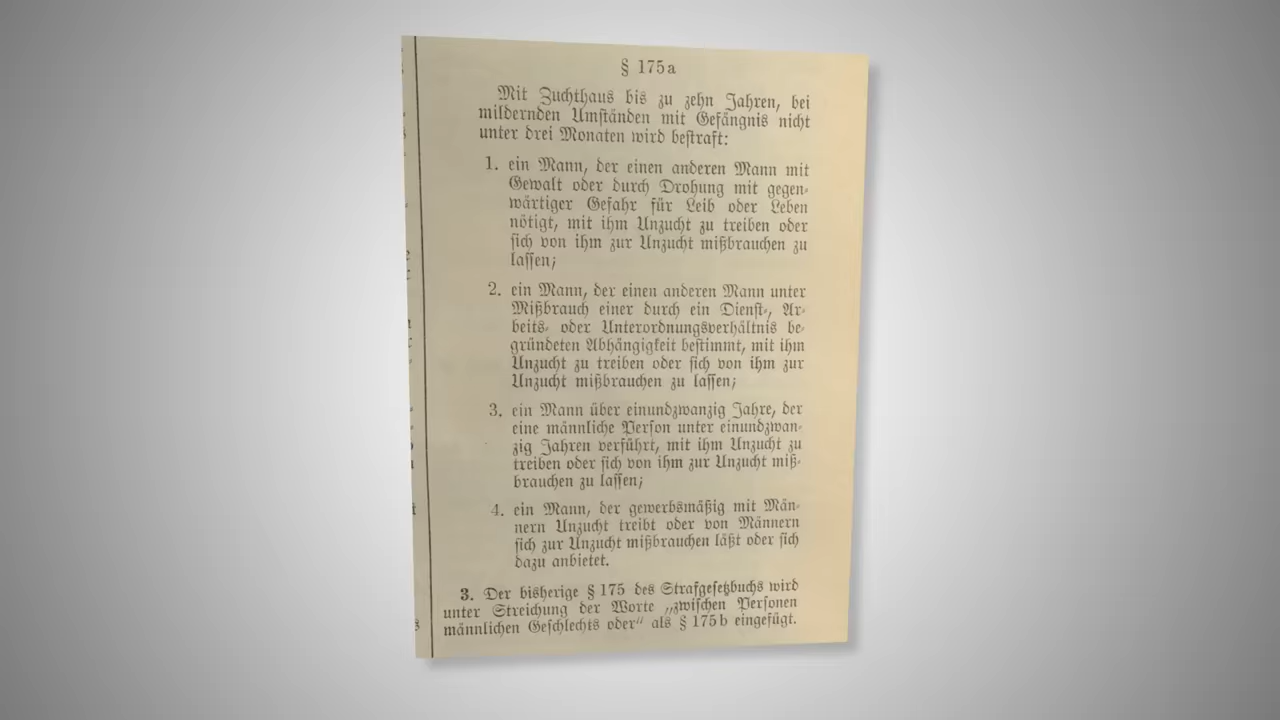 § 175a
Mit Zuchthaus bis zu zehn Jahren, bei
mildernden Umständen mit Gefängnis nicht
unter drei Monaten wird bestraft:
1. ein Mann, der einen anderen Mann mit
Gewalt oder durch Drohung mit gegen-
wärtiger Gefahr für Leib oder Leben
nötigt, mit ihm Unzucht zu treiben oder
sich von ihm zur Unzucht mißbrauchen zu
lassen;
2. ein Mann, der einen anderen Mann unter
Mißbrauch einer durch ein Dienst-, Ar-
beits- oder Unterordnungsverhältnis be-
gründeten Abhängigkeit bestimmt, mit ihm
Unzucht zu treiben oder sich von ihm zur
Unzucht mißbrauchen zu lassen;
3. ein Mann über einundzwanzig Jahre, der
eine männliche Person unter einundzwan-
zig Jahren verführt, mit ihm Unzucht zu
treiben oder sich von ihm zur Unzucht miß-
brauchen zu lassen;
4. ein Mann, der gewerbsmäßig mit Män-
nern Unzucht treibt oder von Männern
sich zur Unzucht mißbrauchen läßt oder sich
dazu anbietet.
3. Der bisherige § 175 des Strafgesetzbuchs wird
unter Streichung der Worte „zwischen Personen
männlichen Geschlechts oder“ als § 175b eingefügt.